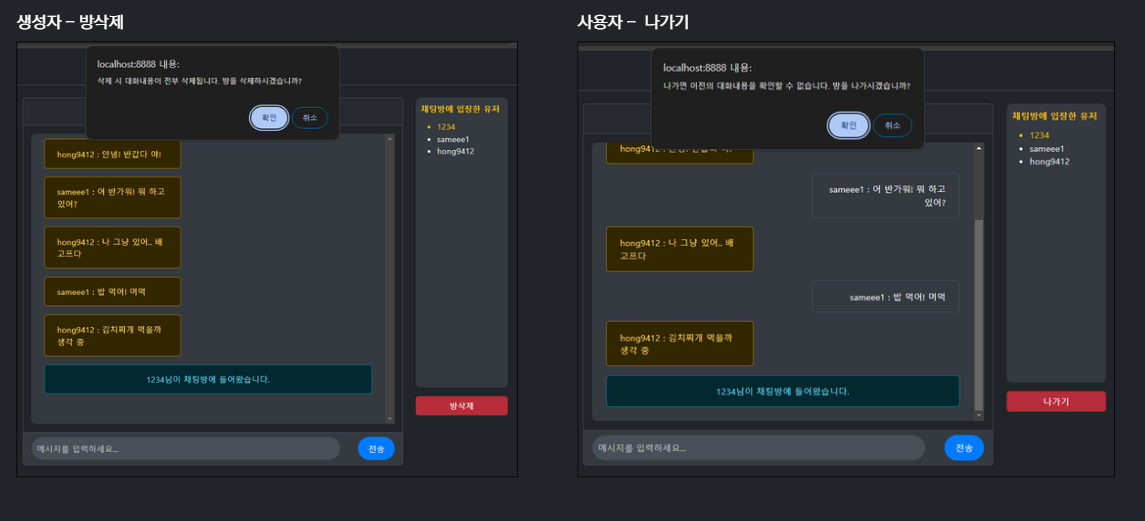 생성자 – 방삭제
localhost:8888 내용:
삭제 시 대화내용이 전부 삭제됩니다. 방을 삭제하시겠습니까?
확인
취소
hong9412 : 안녕! 반갑다 야!
sameee1 : 어 반가워! 뭐 하고
있어?
hong9412 : 나 그냥 있어.. 배
고프다
sameee1 : 밥 먹어! 머먹
hong9412 : 김치찌개 먹을까
생각 중
1234님이 채팅방에 들어왔습니다.
메시지를 입력하세요...
전송
채팅방에 입장한 유저
1234
sameee1
hong9412
방삭제
사용자 – 나가기
localhost:8888 내용:
나가면 이전의 대화내용을 확인할 수 없습니다. 방을 나가시겠습니까?
확인
취소
sameee1 : 어 반가워! 뭐 하고
있어?
hong9412 : 나 그냥 있어.. 배
고프다
sameee1 : 밥 먹어! 머먹
hong9412 : 김치찌개 먹을까
생각 중
1234님이 채팅방에 들어왔습니다.
메시지를 입력하세요...
전송
채팅방에 입장한 유저
1234
sameee1
hong9412
나가기